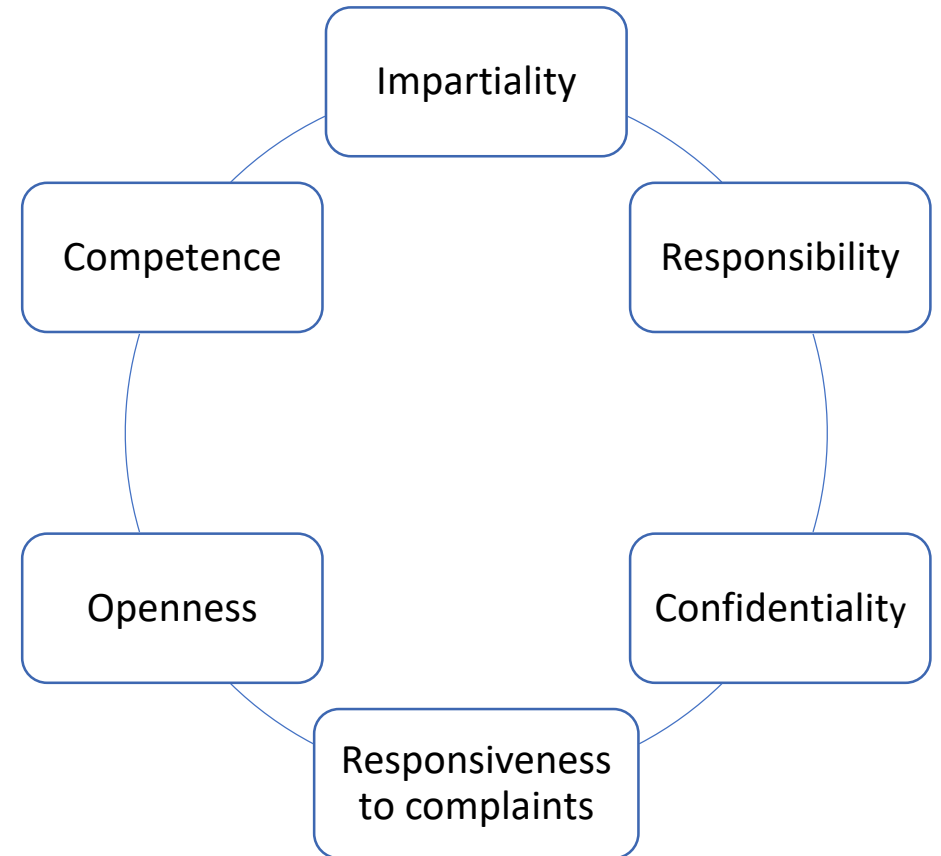 Impartiality
Competence
Responsibility
Openness
Confidentiality
Responsiveness
to complaints